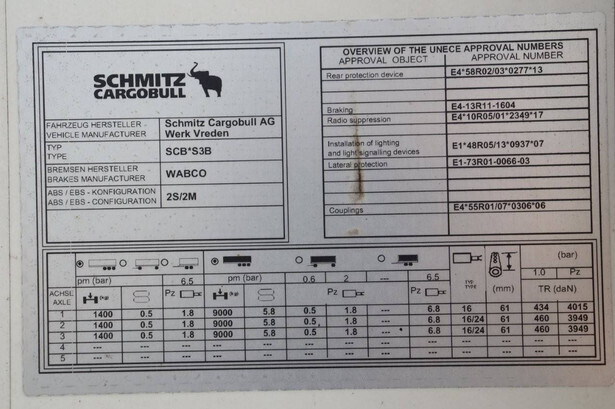 SCHMITZ
CARGOBULL
FAHRZEUG HERSTELLER
VEHICLE MANUFACTURER
Schmitz Cargobull AG
Werk Vreden
TYP
TYPE
SCB*S3B
BREMSEN HERSTELLER
BRAKES MANUFACTURER
WABCO
ABS / EBS - KONFIGURATION
ABS / EBS - CONFIGURATION
2S/2M
OVERVIEW OF THE UNECE APPROVAL NUMBERS
APPROVAL OBJECT APPROVAL NUMBER
Rear protection device E4*58R02/03*0277*13
Braking E4-13R11-1604
Radio suppression E4*10R05/01*2349*17
Installation of lighting
and light signalling devices E1*48R05/13*0937*07
Lateral protection E1-73R01-0066-03
Couplings E4*55R01/07*0306*06
(bar)
pm (bar) 6.5 pm (bar) 0.6 2 --- 6.5 TYP TYPE (mm) 1.0 Pz
ACHSE
AXLE
Pz Pz Pz TR (daN)
1 1400 0.5 1.8 9000 5.8 0.5 1.8 --- 6.8 16 61 434 4015
2 1400 0.5 1.8 9000 5.8 0.5 1.8 --- 6.8 16/24 61 460 3949
3 1400 0.5 1.8 9000 5.8 0.5 1.8 --- 6.8 16/24 61 460 3949
4 --- --- --- --- --- --- --- --- --- --- --- --- ---
5 --- --- --- --- --- --- --- --- --- --- --- --- ---